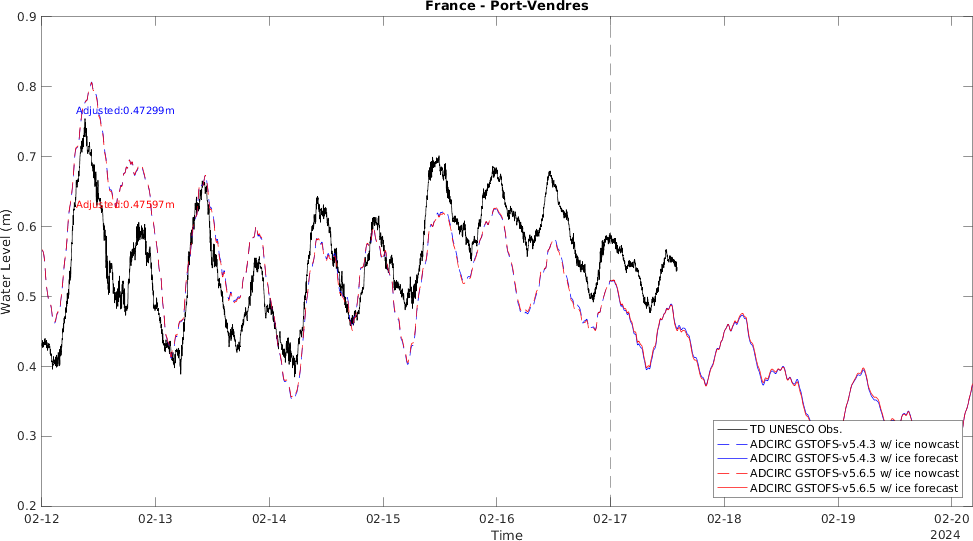 France - Port-Vendres
0.9
0.8
0.7
0.6
0.5
0.4
0.3
0.2
Water Level (m)
Adjusted:0.47299m
Adjusted:0.47597m
TD UNESCO Obs.
ADCIRC GSTOFS-v5.4.3 w/ ice nowcast
ADCIRC GSTOFS-v5.4.3 w/ ice forecast
ADCIRC GSTOFS-v5.6.5 w/ ice nowcast
ADCIRC GSTOFS-v5.6.5 w/ ice forecast
02-12 02-13 02-14 02-15 02-16 02-17 02-18 02-19 02-20
Time 2024